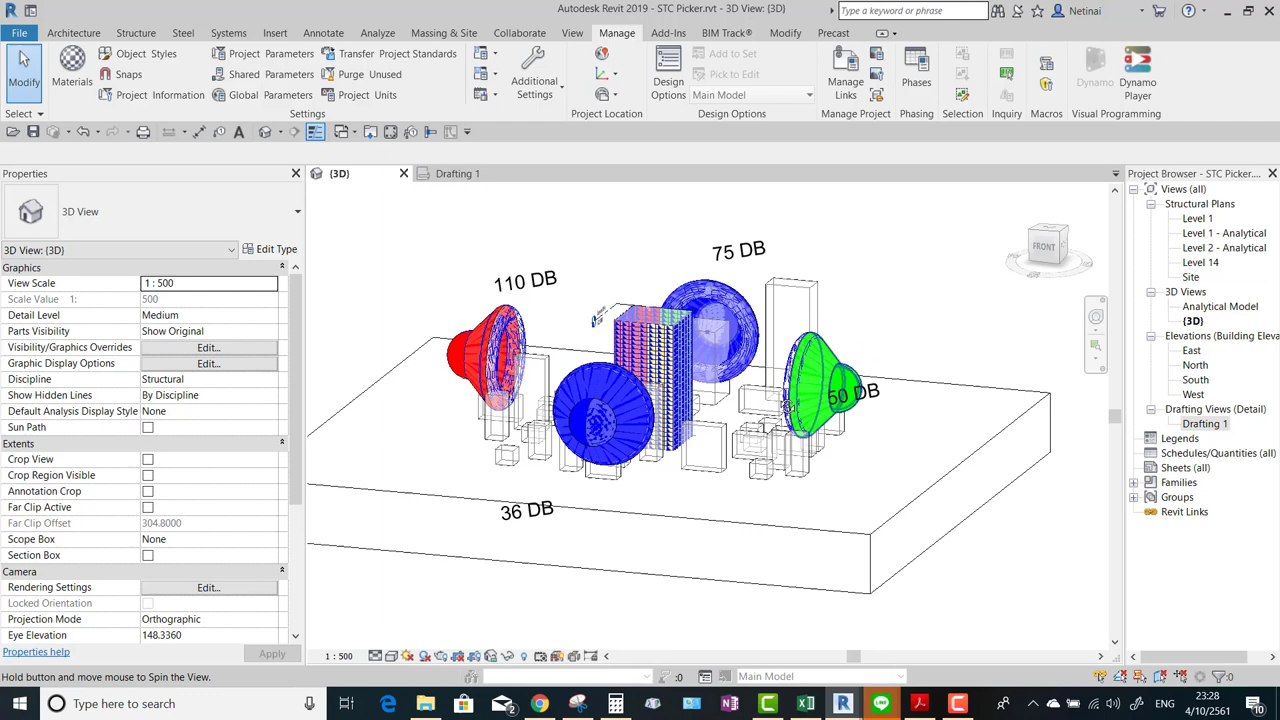 Autodesk Revit 2019 - STC Picker.rvt - 3D View: {3D}
Type a keyword or phrase
Netinai
File
Architecture
Structure
Steel
Systems
Insert
Annotate
Analyze
Massing & Site
Collaborate
View
Manage
Add-Ins
BIM Track®
Modify
Precast
Modify
Select
Materials
Object Styles
Snaps
Project Information
Project Parameters
Shared Parameters
Global Parameters
Transfer Project Standards
Purge Unused
Project Units
Settings
Additional Settings
Project Location
Design Options
Add to Set
Pick to Edit
Main Model
Design Options
Manage Links
Manage Project
Phases
Phasing
Selection
Inquiry
Macros
Dynamo
Dynamo Player
Visual Programming
Properties
3D View
3D View: {3D}
Edit Type
Graphics
View Scale 1 : 500
Scale Value 1: 500
Detail Level Medium
Parts Visibility Show Original
Visibility/Graphics Overrides Edit...
Graphic Display Options Edit...
Discipline Structural
Show Hidden Lines By Discipline
Default Analysis Display Style None
Sun Path
Extents
Crop View
Crop Region Visible
Annotation Crop
Far Clip Active
Far Clip Offset 304.8000
Scope Box None
Section Box
Camera
Rendering Settings Edit...
Locked Orientation
Projection Mode Orthographic
Eye Elevation 148.3360
Properties help
Apply
{3D}
Drafting 1
75 DB
110 DB
50 DB
36 DB
FRONT
Project Browser - STC Picker....
Views (all)
Structural Plans
Level 1
Level 1 - Analytical
Level 2 - Analytical
Level 14
Site
3D Views
Analytical Model
{3D}
Elevations (Building Eleva
East
North
South
West
Drafting Views (Detail)
Drafting 1
Legends
Schedules/Quantities (all)
Sheets (all)
Families
Groups
Revit Links
1 : 500
Hold button and move mouse to Spin the View.
:0
Main Model
:0
Type here to search
2
23:28
4/10/2561